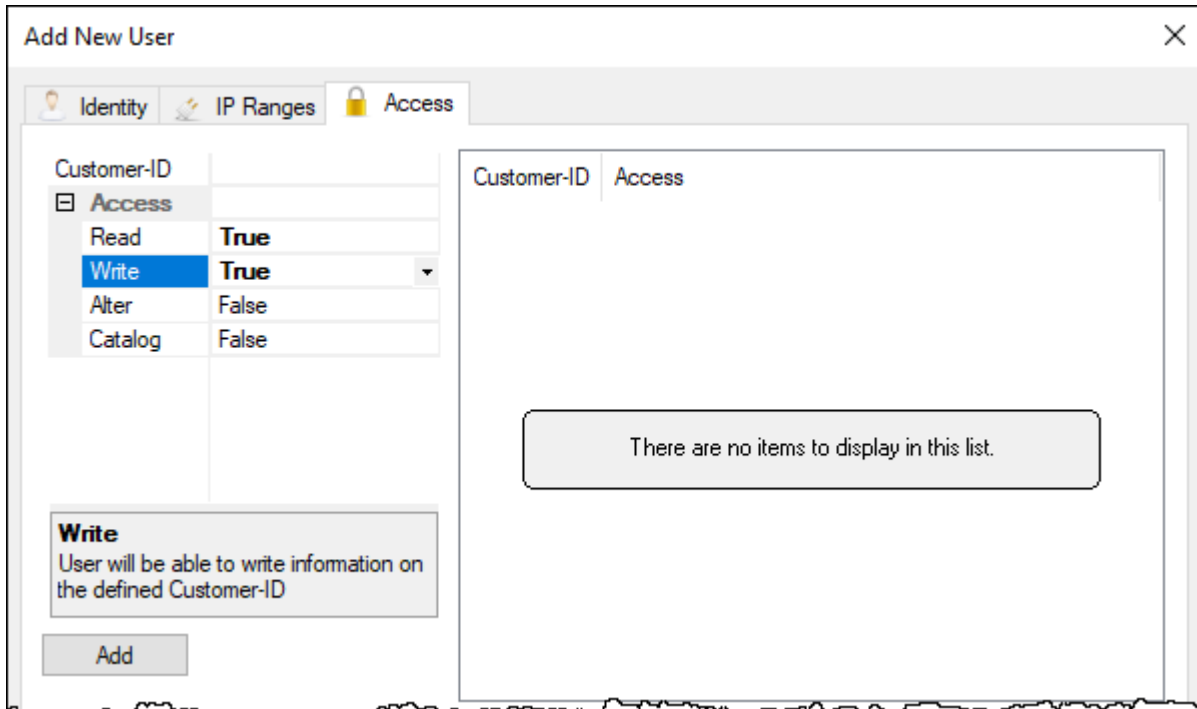 Add New User
Identity IP Ranges Access
Customer-ID
Access
Read True
Write True
Alter False
Catalog False
Write
User will be able to write information on
the defined Customer-ID
Add
Customer-ID Access
There are no items to display in this list.